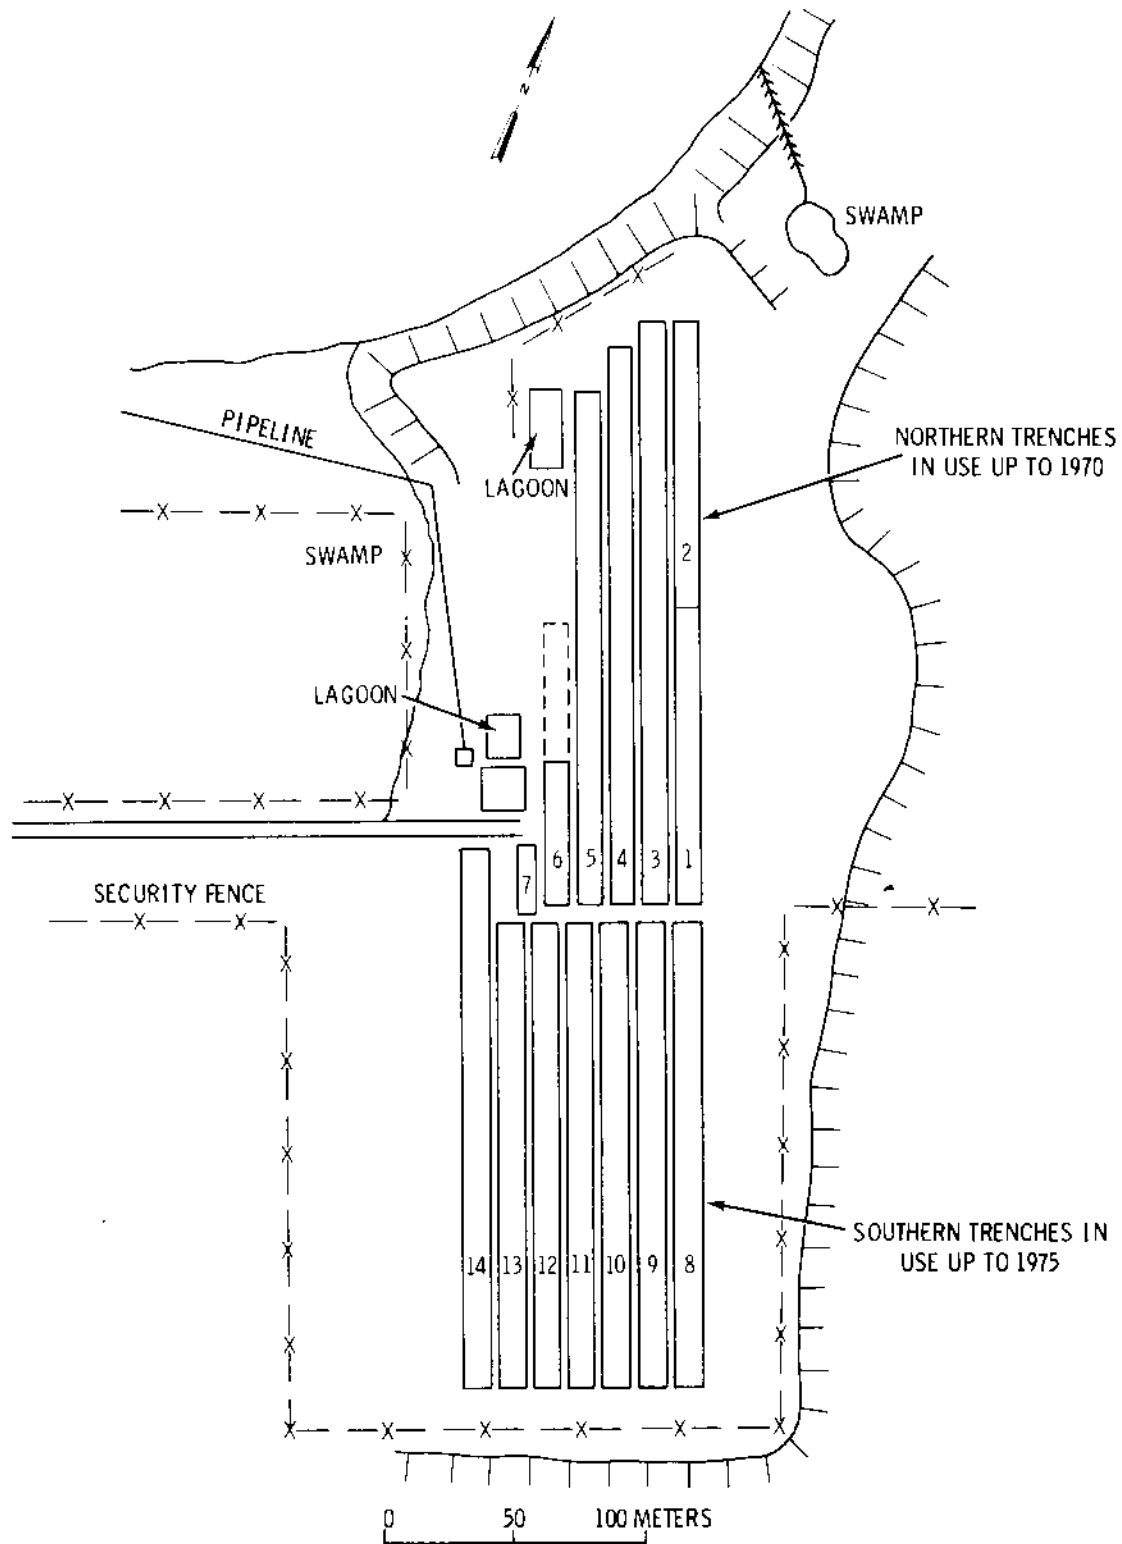 N
SWAMP
PIPELINE
NORTHERN TRENCHES
IN USE UP TO 1970
LAGOON
2
SWAMP
LAGOON
6
5
4
3
1
7
SECURITY FENCE
SOUTHERN TRENCHES IN
USE UP TO 1975
14
13
12
11
10
9
8
0 50 100 METERS